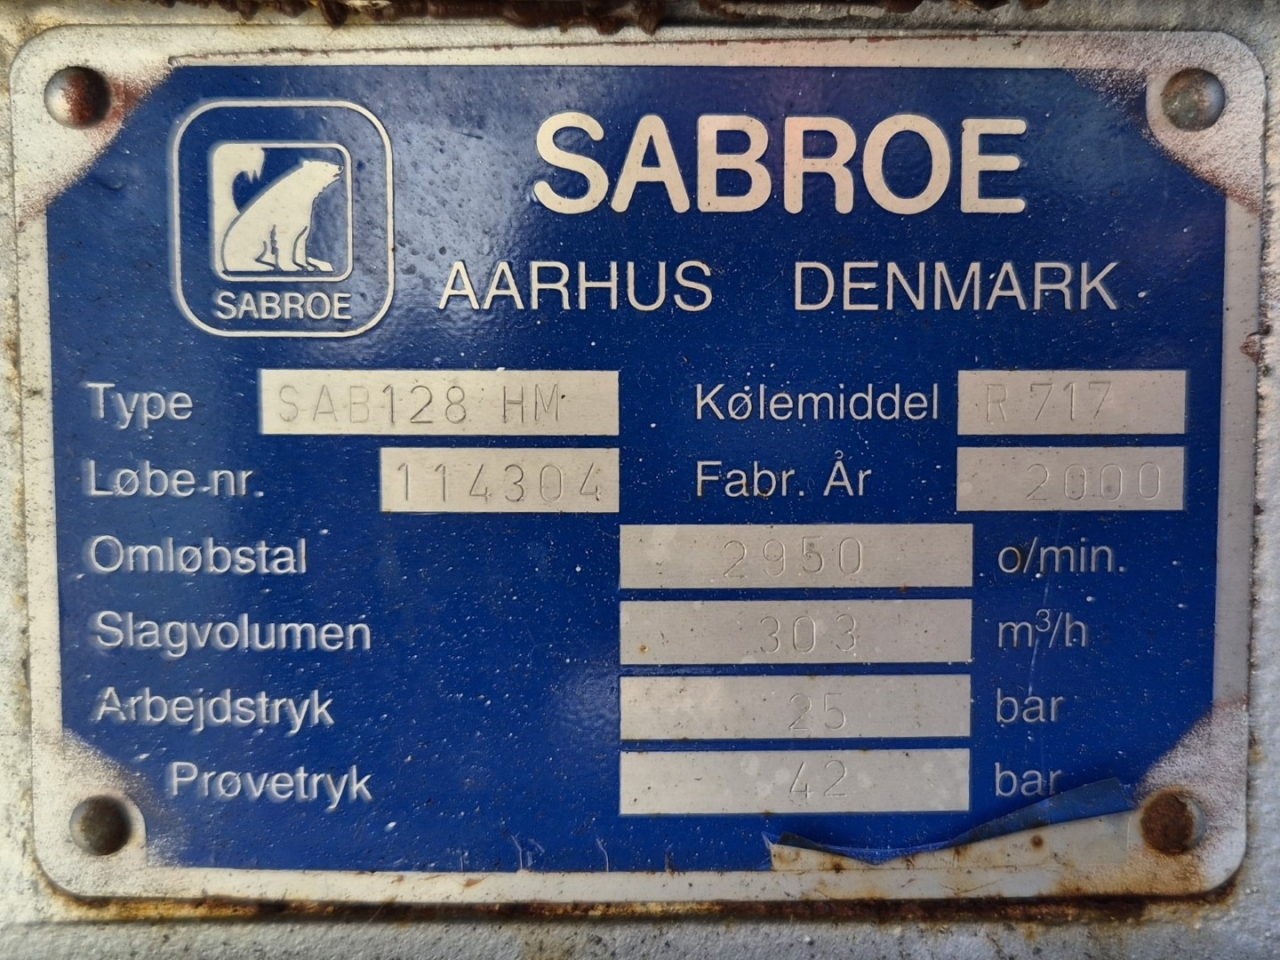 SABROE
SABROE
AARHUS DENMARK
Type SAB128 HM Kølemiddel R 717
Løbe nr. 114304 Fabr. År 2000
Omløbstal 2950 o/min.
Slagvolumen 303 m³/h
Arbejdstryk 25 bar
Prøvetryk 42 bar